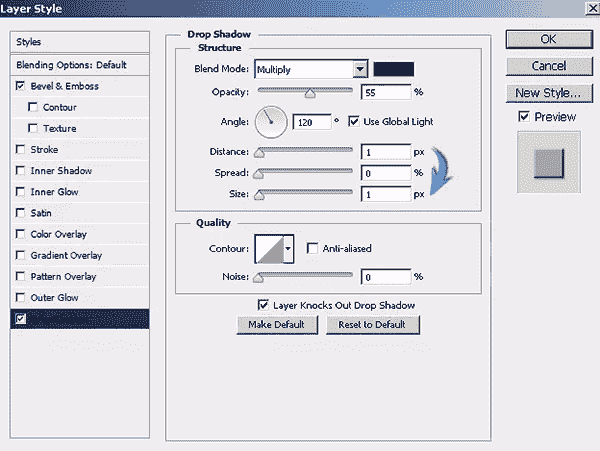 Layer Style
Styles
Blending Options: Default
Bevel & Emboss
Contour
Texture
Stroke
Inner Shadow
Inner Glow
Satin
Color Overlay
Gradient Overlay
Pattern Overlay
Outer Glow
Drop Shadow
Structure
Blend Mode: Multiply
Opacity: 55 %
Angle: 120 ° Use Global Light
Distance: 1 px
Spread: 0 %
Size: 1 px
Quality
Contour: Anti-aliased
Noise: 0 %
Layer Knocks Out Drop Shadow
Make Default Reset to Default
OK
Cancel
New Style...
Preview